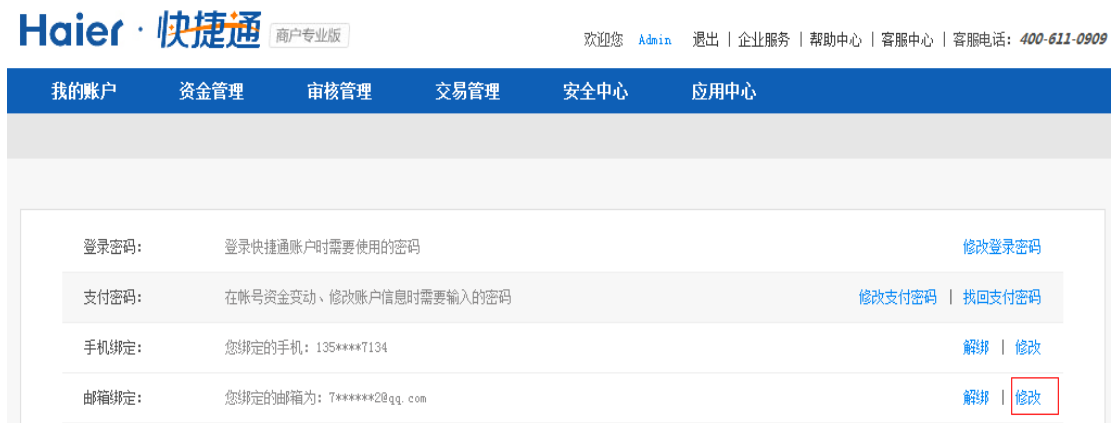 Haier · 快捷通 商户专业版
欢迎您 Admin 退出 | 企业服务 | 帮助中心 | 客服中心 | 客服电话：400-611-0909
我的账户 资金管理 审核管理 交易管理 安全中心 应用中心
登录密码： 登录快捷通账户时需要使用的密码 修改登录密码
支付密码： 在帐号资金变动、修改账户信息时需要输入的密码 修改支付密码 | 找回支付密码
手机绑定： 您绑定的手机：135****7134 解绑 | 修改
邮箱绑定： 您绑定的邮箱为：7******2@qq.com 解绑 | 修改